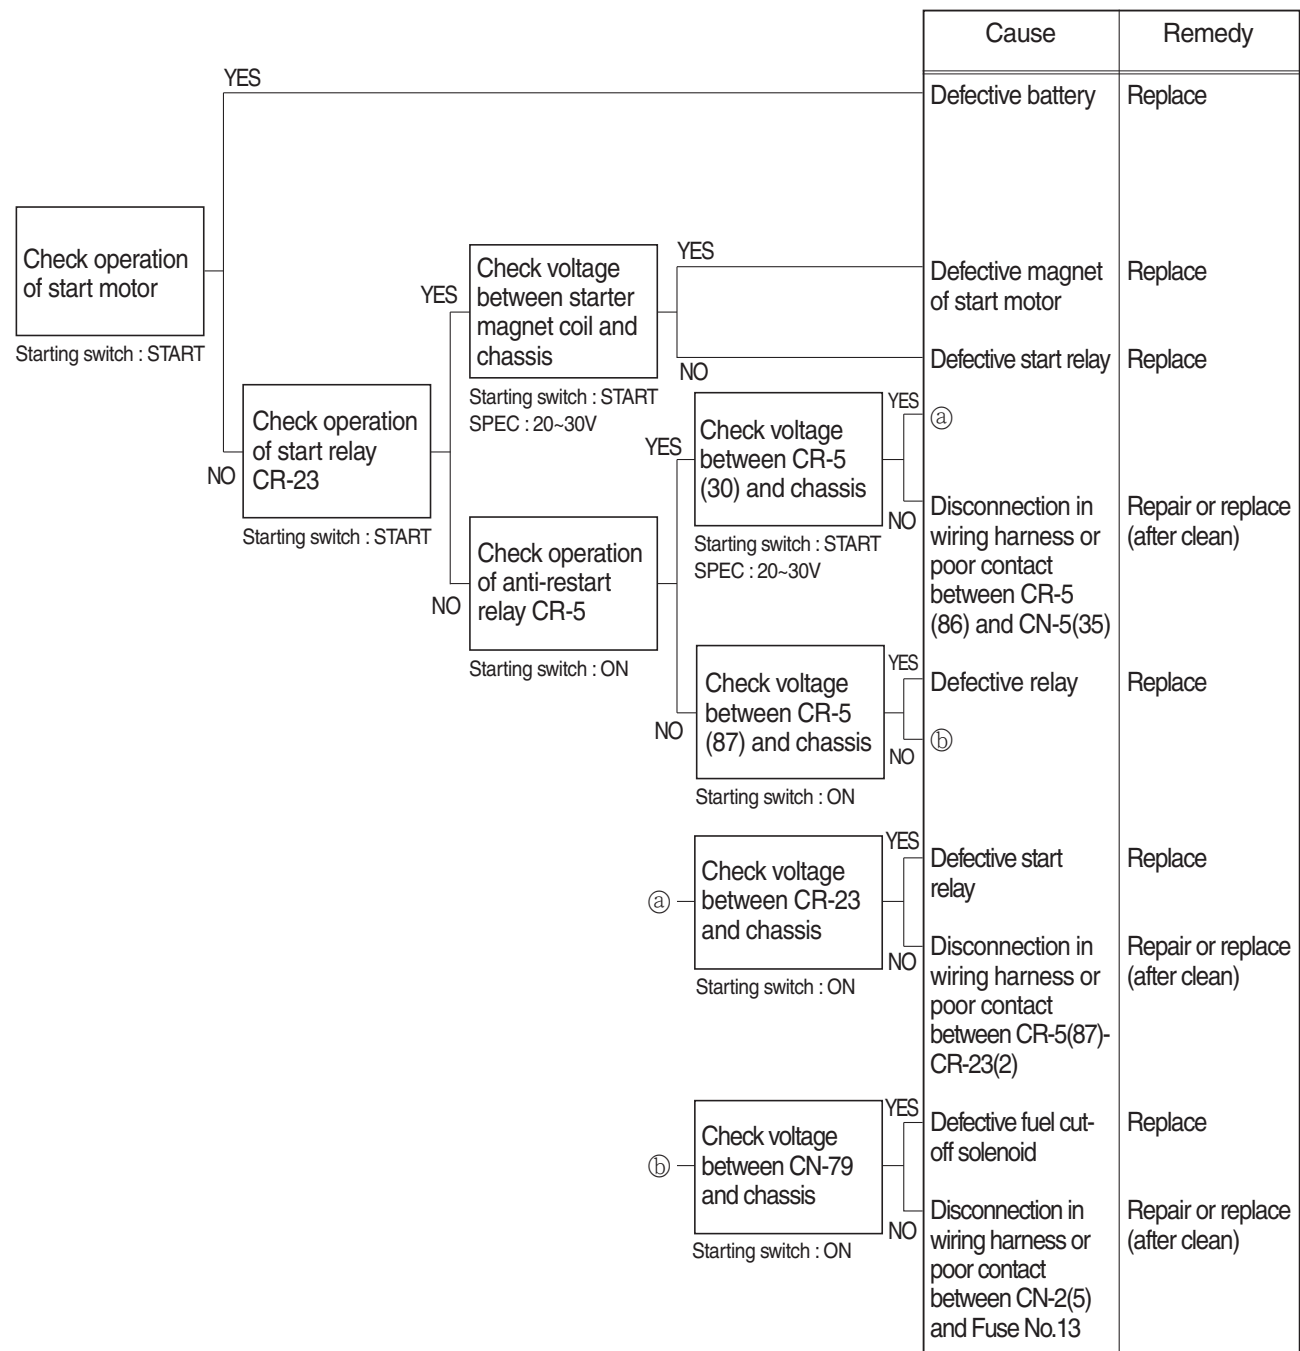 Cause
Remedy
YES
Defective battery
Replace
Check operation
of start motor
Starting switch : START
NO
Check operation
of start relay
CR-23
Starting switch : START
YES
Check voltage
between starter
magnet coil and
chassis
Starting switch : START
SPEC : 20~30V
YES
Defective magnet
of start motor
Replace
NO
Defective start relay
Replace
NO
Check operation
of anti-restart
relay CR-5
Starting switch : ON
YES
Check voltage
between CR-5
(30) and chassis
Starting switch : START
SPEC : 20~30V
YES
ⓐ
NO
Disconnection in
wiring harness or
poor contact
between CR-5
(86) and CN-5(35)
Repair or replace
(after clean)
NO
Check voltage
between CR-5
(87) and chassis
Starting switch : ON
YES
Defective relay
Replace
NO
ⓑ
ⓐ
Check voltage
between CR-23
and chassis
Starting switch : ON
YES
Defective start
relay
Replace
NO
Disconnection in
wiring harness or
poor contact
between CR-5(87)-
CR-23(2)
Repair or replace
(after clean)
ⓑ
Check voltage
between CN-79
and chassis
Starting switch : ON
YES
Defective fuel cut-
off solenoid
Replace
NO
Disconnection in
wiring harness or
poor contact
between CN-2(5)
and Fuse No.13
Repair or replace
(after clean)